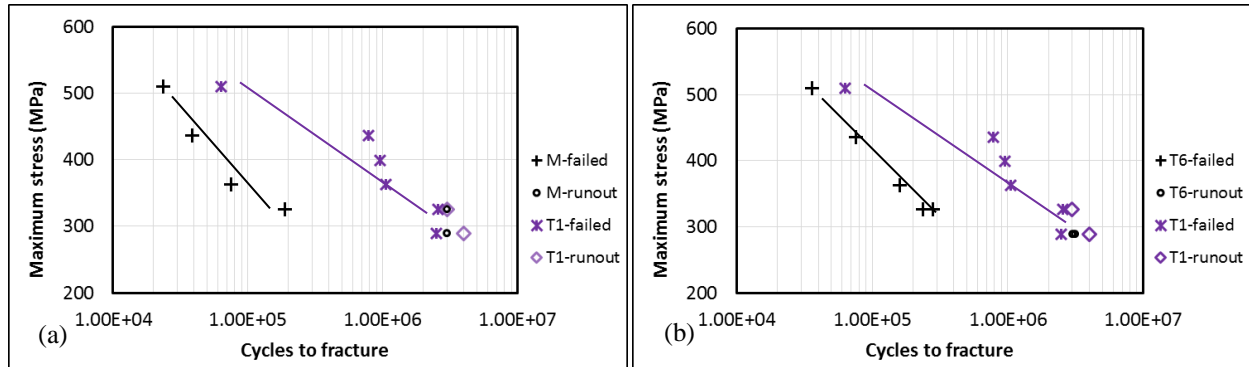 600
500
400
300
200
Maximum stress (MPa)
1.00E+04 1.00E+05 1.00E+06 1.00E+07
Cycles to fracture
(a)
M-failed
M-runout
T1-failed
T1-runout
600
500
400
300
200
Maximum stress (MPa)
1.00E+04 1.00E+05 1.00E+06 1.00E+07
Cycles to fracture
(b)
T6-failed
T6-runout
T1-failed
T1-runout